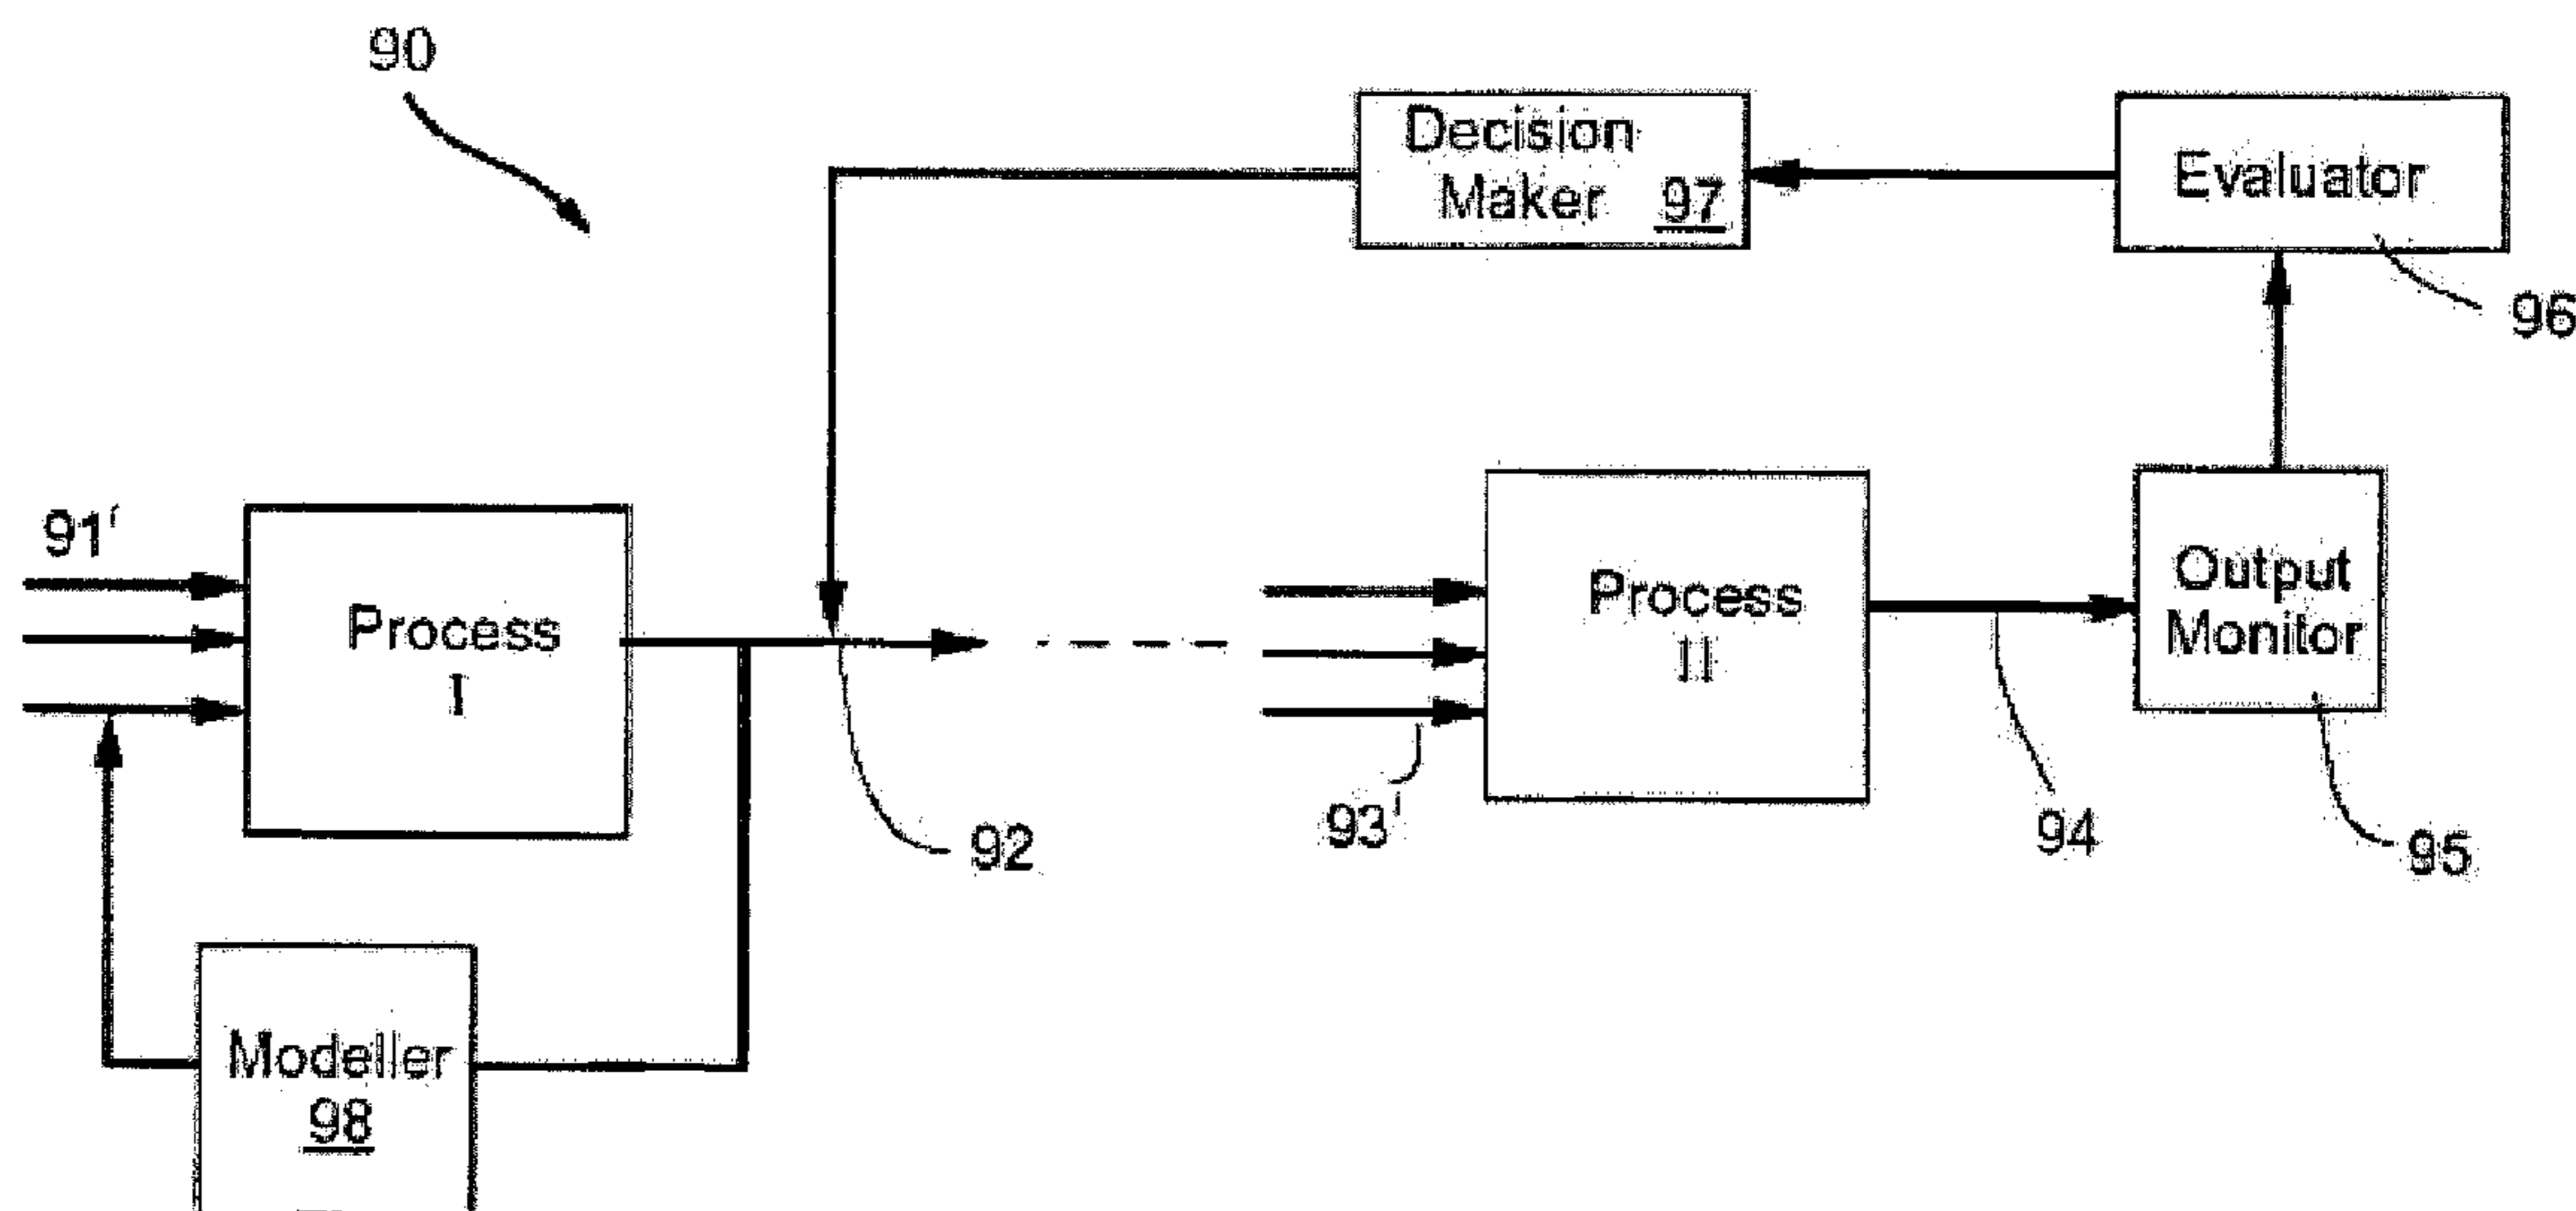 90
Decision
Maker 97
Evaluator
96
91'
Process
I
92
93'
Process
II
94
Output
Monitor
95
Modeller
98